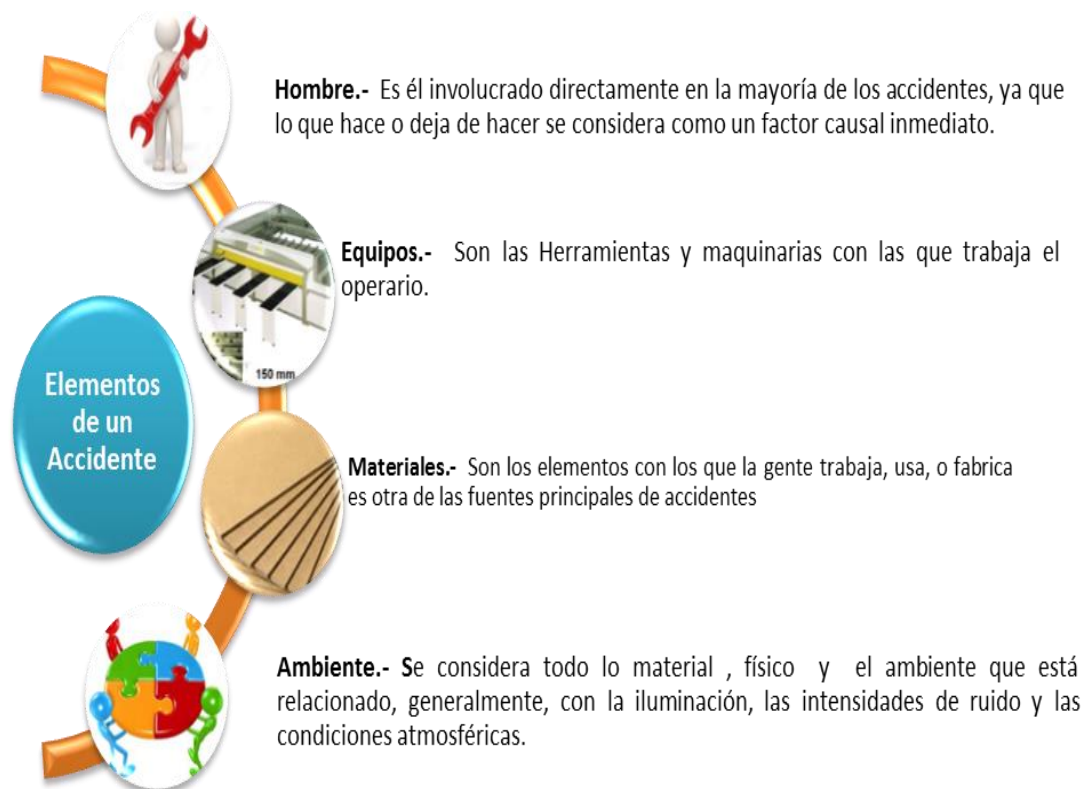 Hombre.- Es él involucrado directamente en la mayoría de los accidentes, ya que
lo que hace o deja de hacer se considera como un factor causal inmediato.
Equipos.- Son las Herramientas y maquinarias con las que trabaja el
operario.
150 mm
Elementos
de un
Accidente
Materiales.- Son los elementos con los que la gente trabaja, usa, o fabrica
es otra de las fuentes principales de accidentes
Ambiente.- Se considera todo lo material , físico y el ambiente que está
relacionado, generalmente, con la iluminación, las intensidades de ruido y las
condiciones atmosféricas.